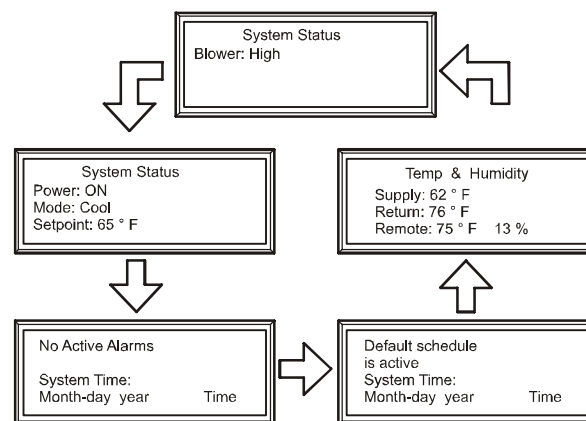 System Status
Blower: High
System Status
Power: ON
Mode: Cool
Setpoint: 65 ° F
Temp & Humidity
Supply: 62 ° F
Return: 76 ° F
Remote: 75 ° F 13 %
No Active Alarms
System Time:
Month-day year Time
Default schedule
is active
System Time:
Month-day year Time